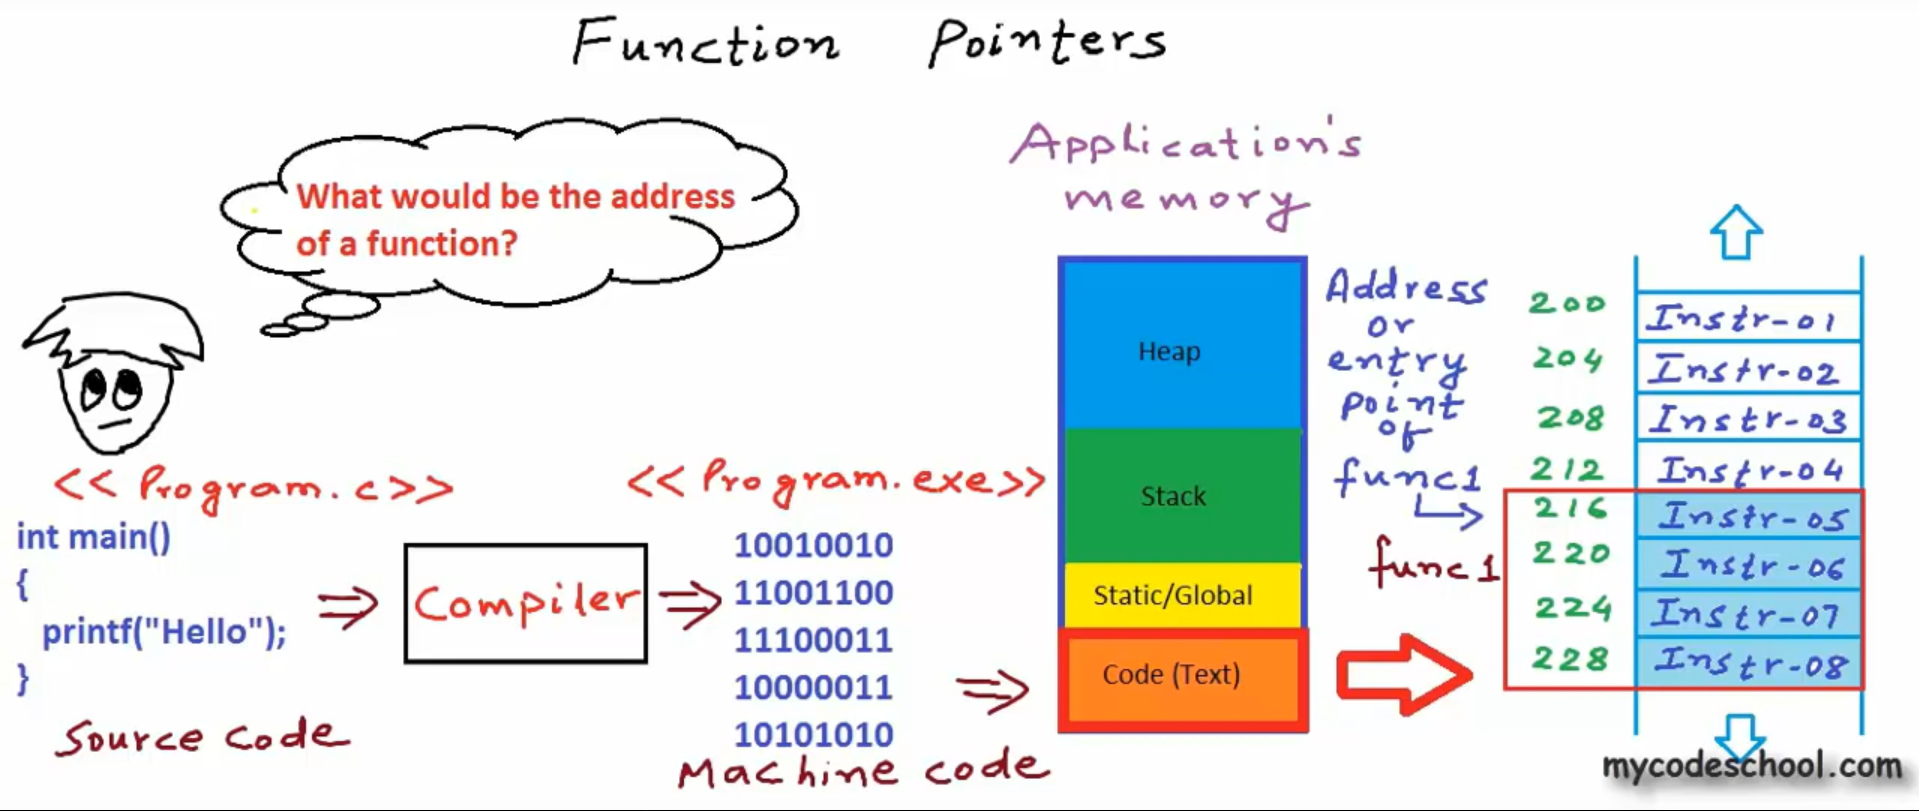 Function Pointers
What would be the address
of a function?
<< Program.c>>
int main()
{
printf("Hello");
}
Source code
Compiler
<< Program.exe>>
10010010
11001100
11100011
10000011
10101010
Machine code
Application's
memory
Heap
Stack
Static/Global
Code (Text)
Address
or
entry
point
of
func1
func1
200 Instr-01
204 Instr-02
208 Instr-03
212 Instr-04
216 Instr-05
220 Instr-06
224 Instr-07
228 Instr-08
mycodeschool.com